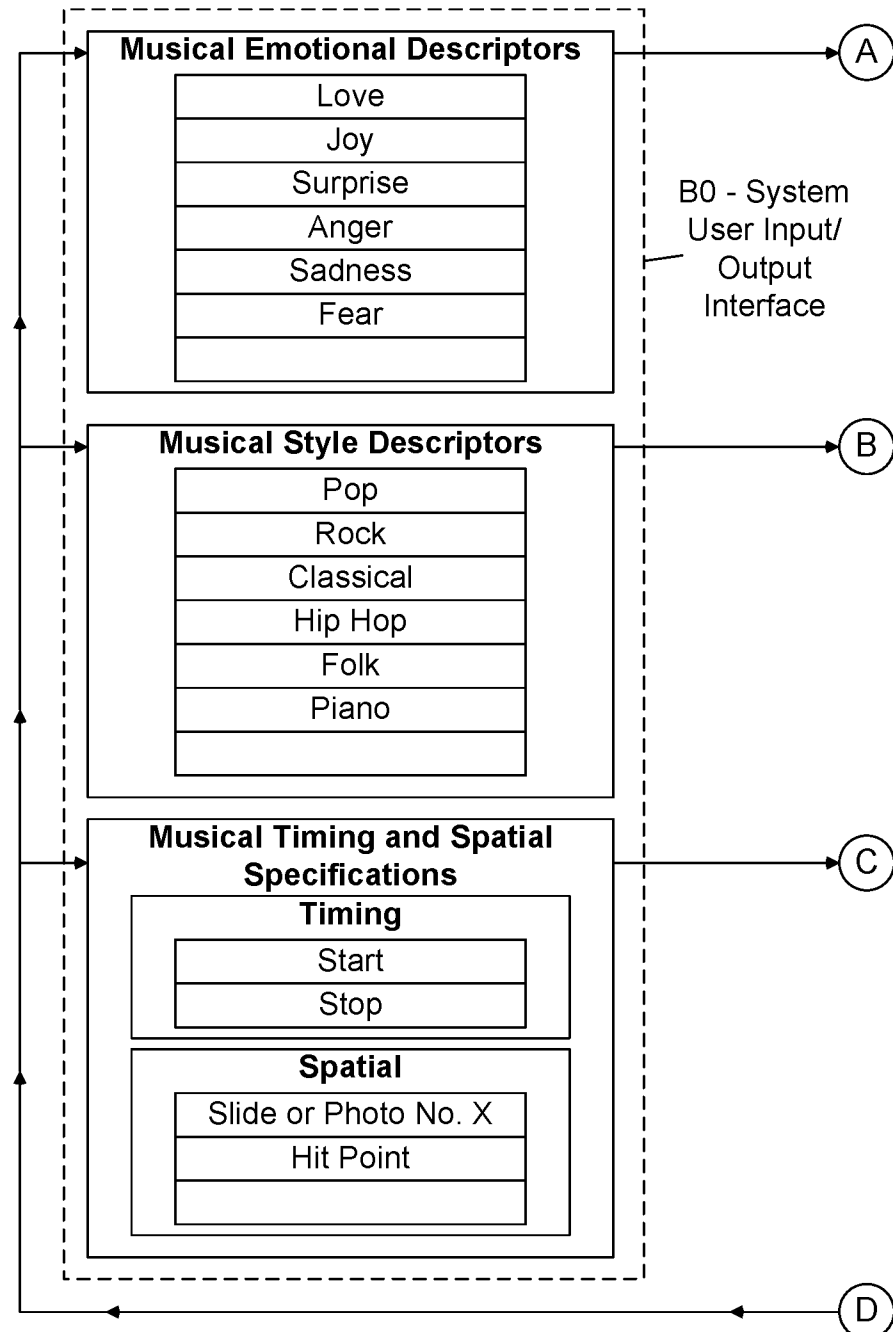 Musical Emotional Descriptors
A
Love
Joy
Surprise
Anger
Sadness
Fear
B0 - System
User Input/
Output
Interface
Musical Style Descriptors
B
Pop
Rock
Classical
Hip Hop
Folk
Piano
Musical Timing and Spatial
Specifications
C
Timing
Start
Stop
Spatial
Slide or Photo No. X
Hit Point
D